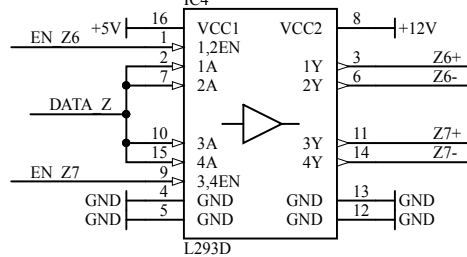 IC4
+5V 16 VCC1 VCC2 8 +12V
EN_Z6 1 1,2EN
2 1A 1Y 3 Z6+
7 2A 2Y 6 Z6-
DATA_Z
10 3A 3Y 11 Z7+
15 4A 4Y 14 Z7-
EN_Z7 9 3,4EN
GND 4 GND GND 13 GND
GND 5 GND GND 12 GND
L293D